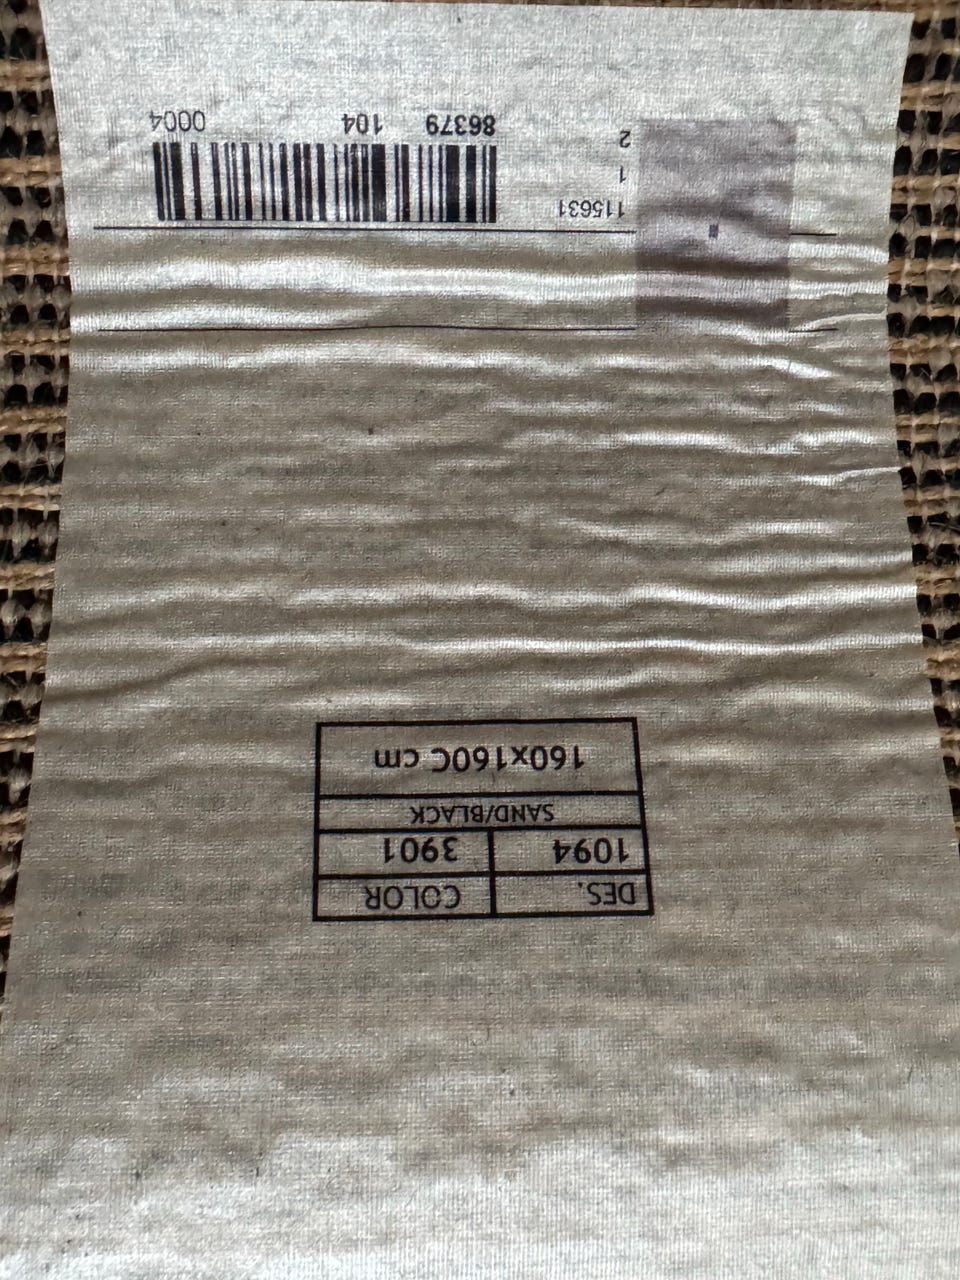 DES. COLOR
1094 3901
SAND/BLACK
160x160C cm
115631
1
2
86379 104 0004